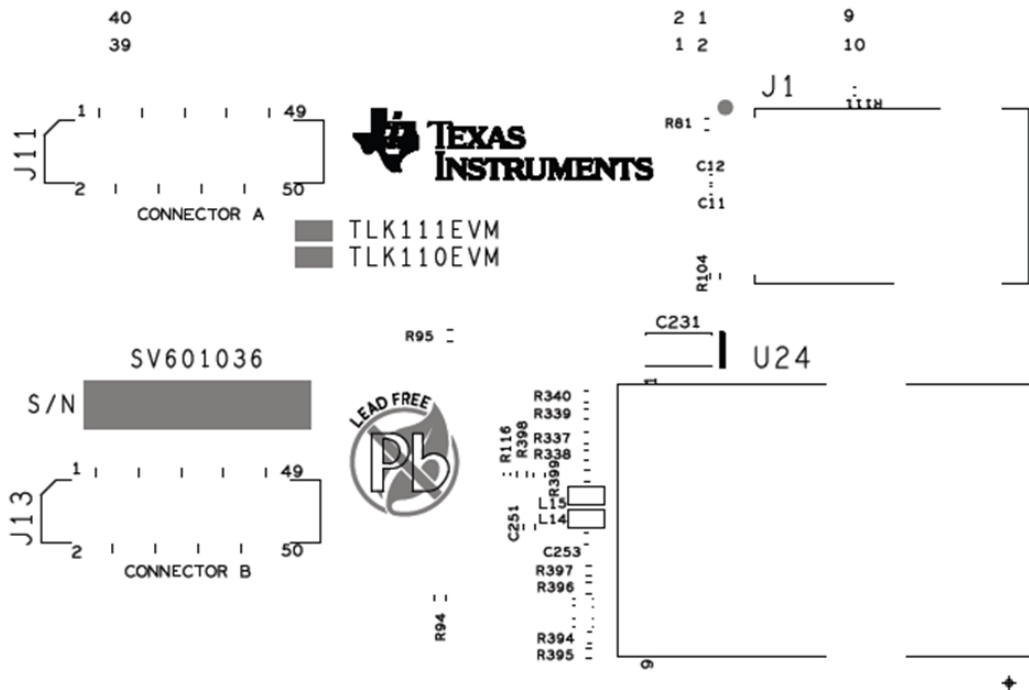 40
39
2 1
1 2
9
10
J1
R111
R81
C12
C11
R104
1
49
J11
2
50
CONNECTOR A
TEXAS
INSTRUMENTS
TLK111EVM
TLK110EVM
R95
C231
U24
1
SV601036
S/N
LEAD FREE
Pb
R340
R339
R337
R338
R116
R398
R399
L15
L14
C251
C253
R397
R396
R394
R395
9
1
49
J13
2
50
CONNECTOR B
R94